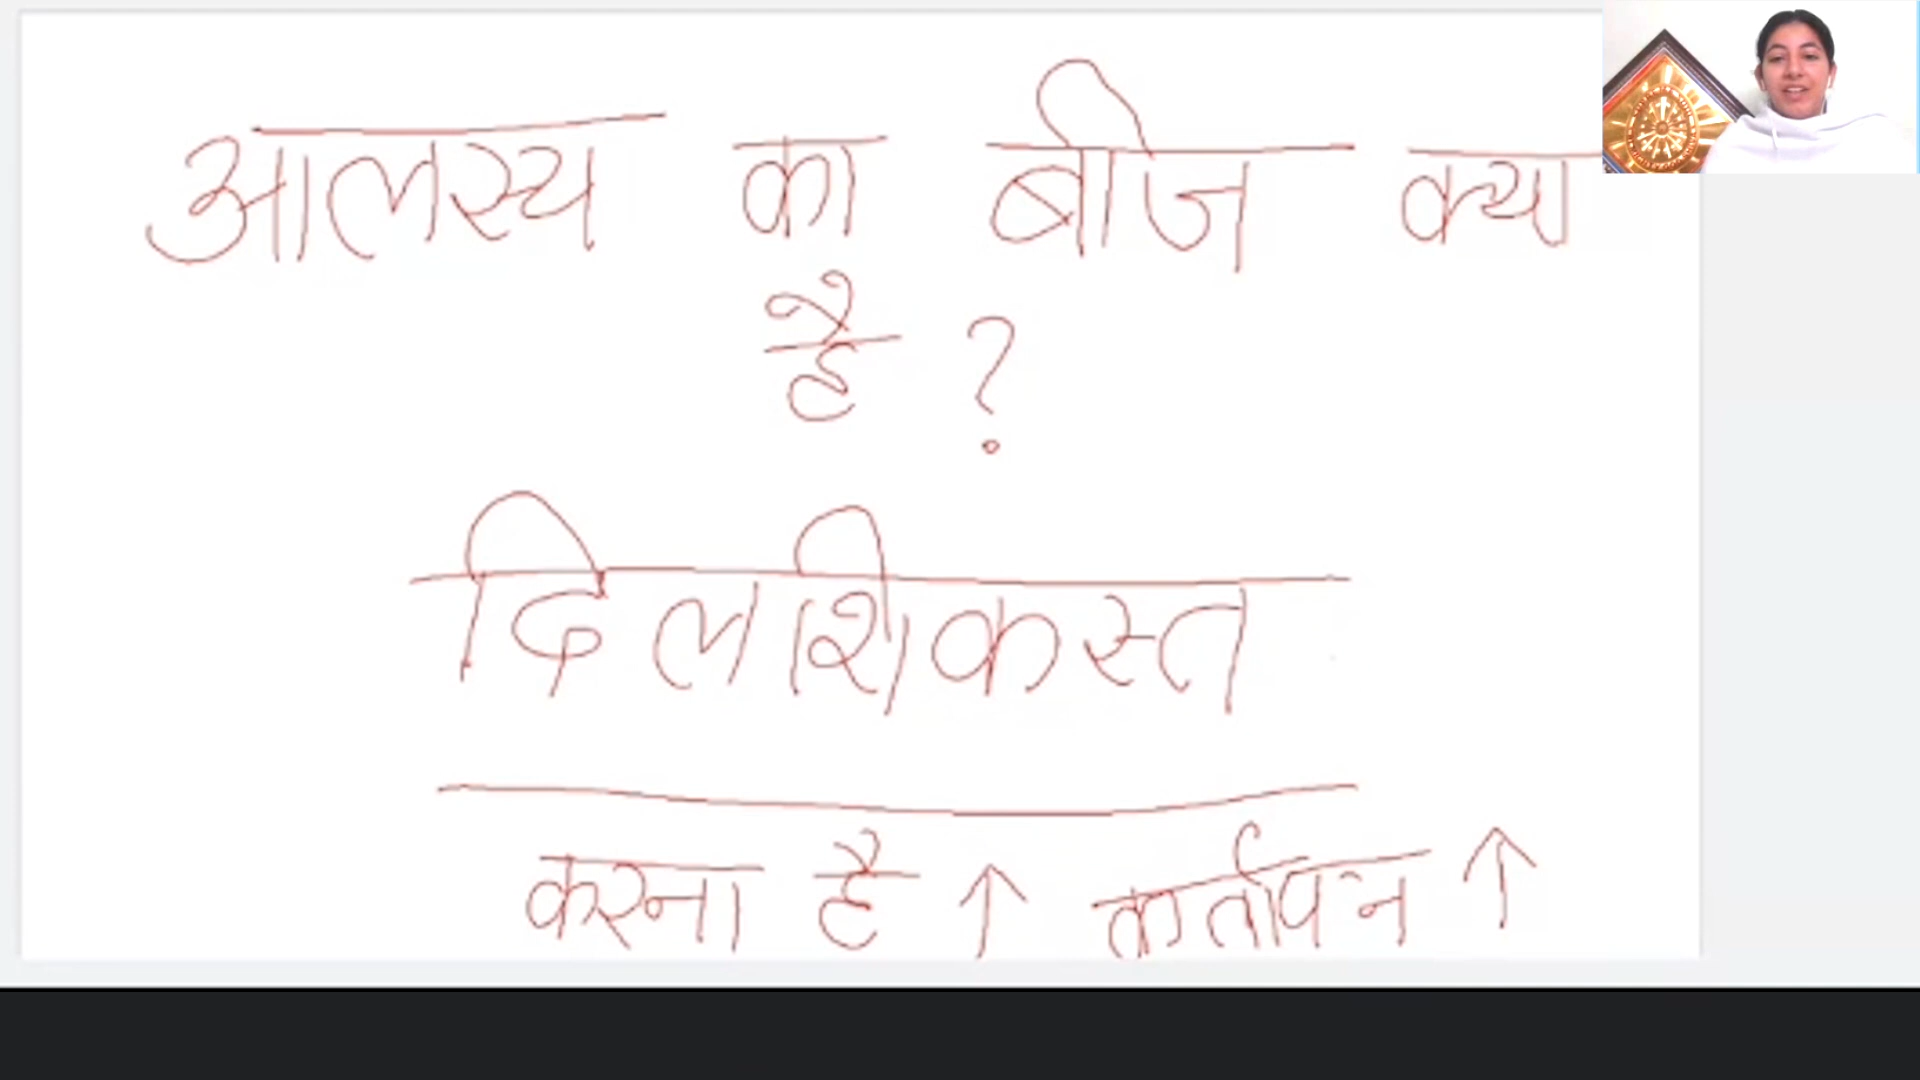 आलस्य का बीज क्या
है ?
दिलशिकस्त
करना है ↑ कर्तापन ↑